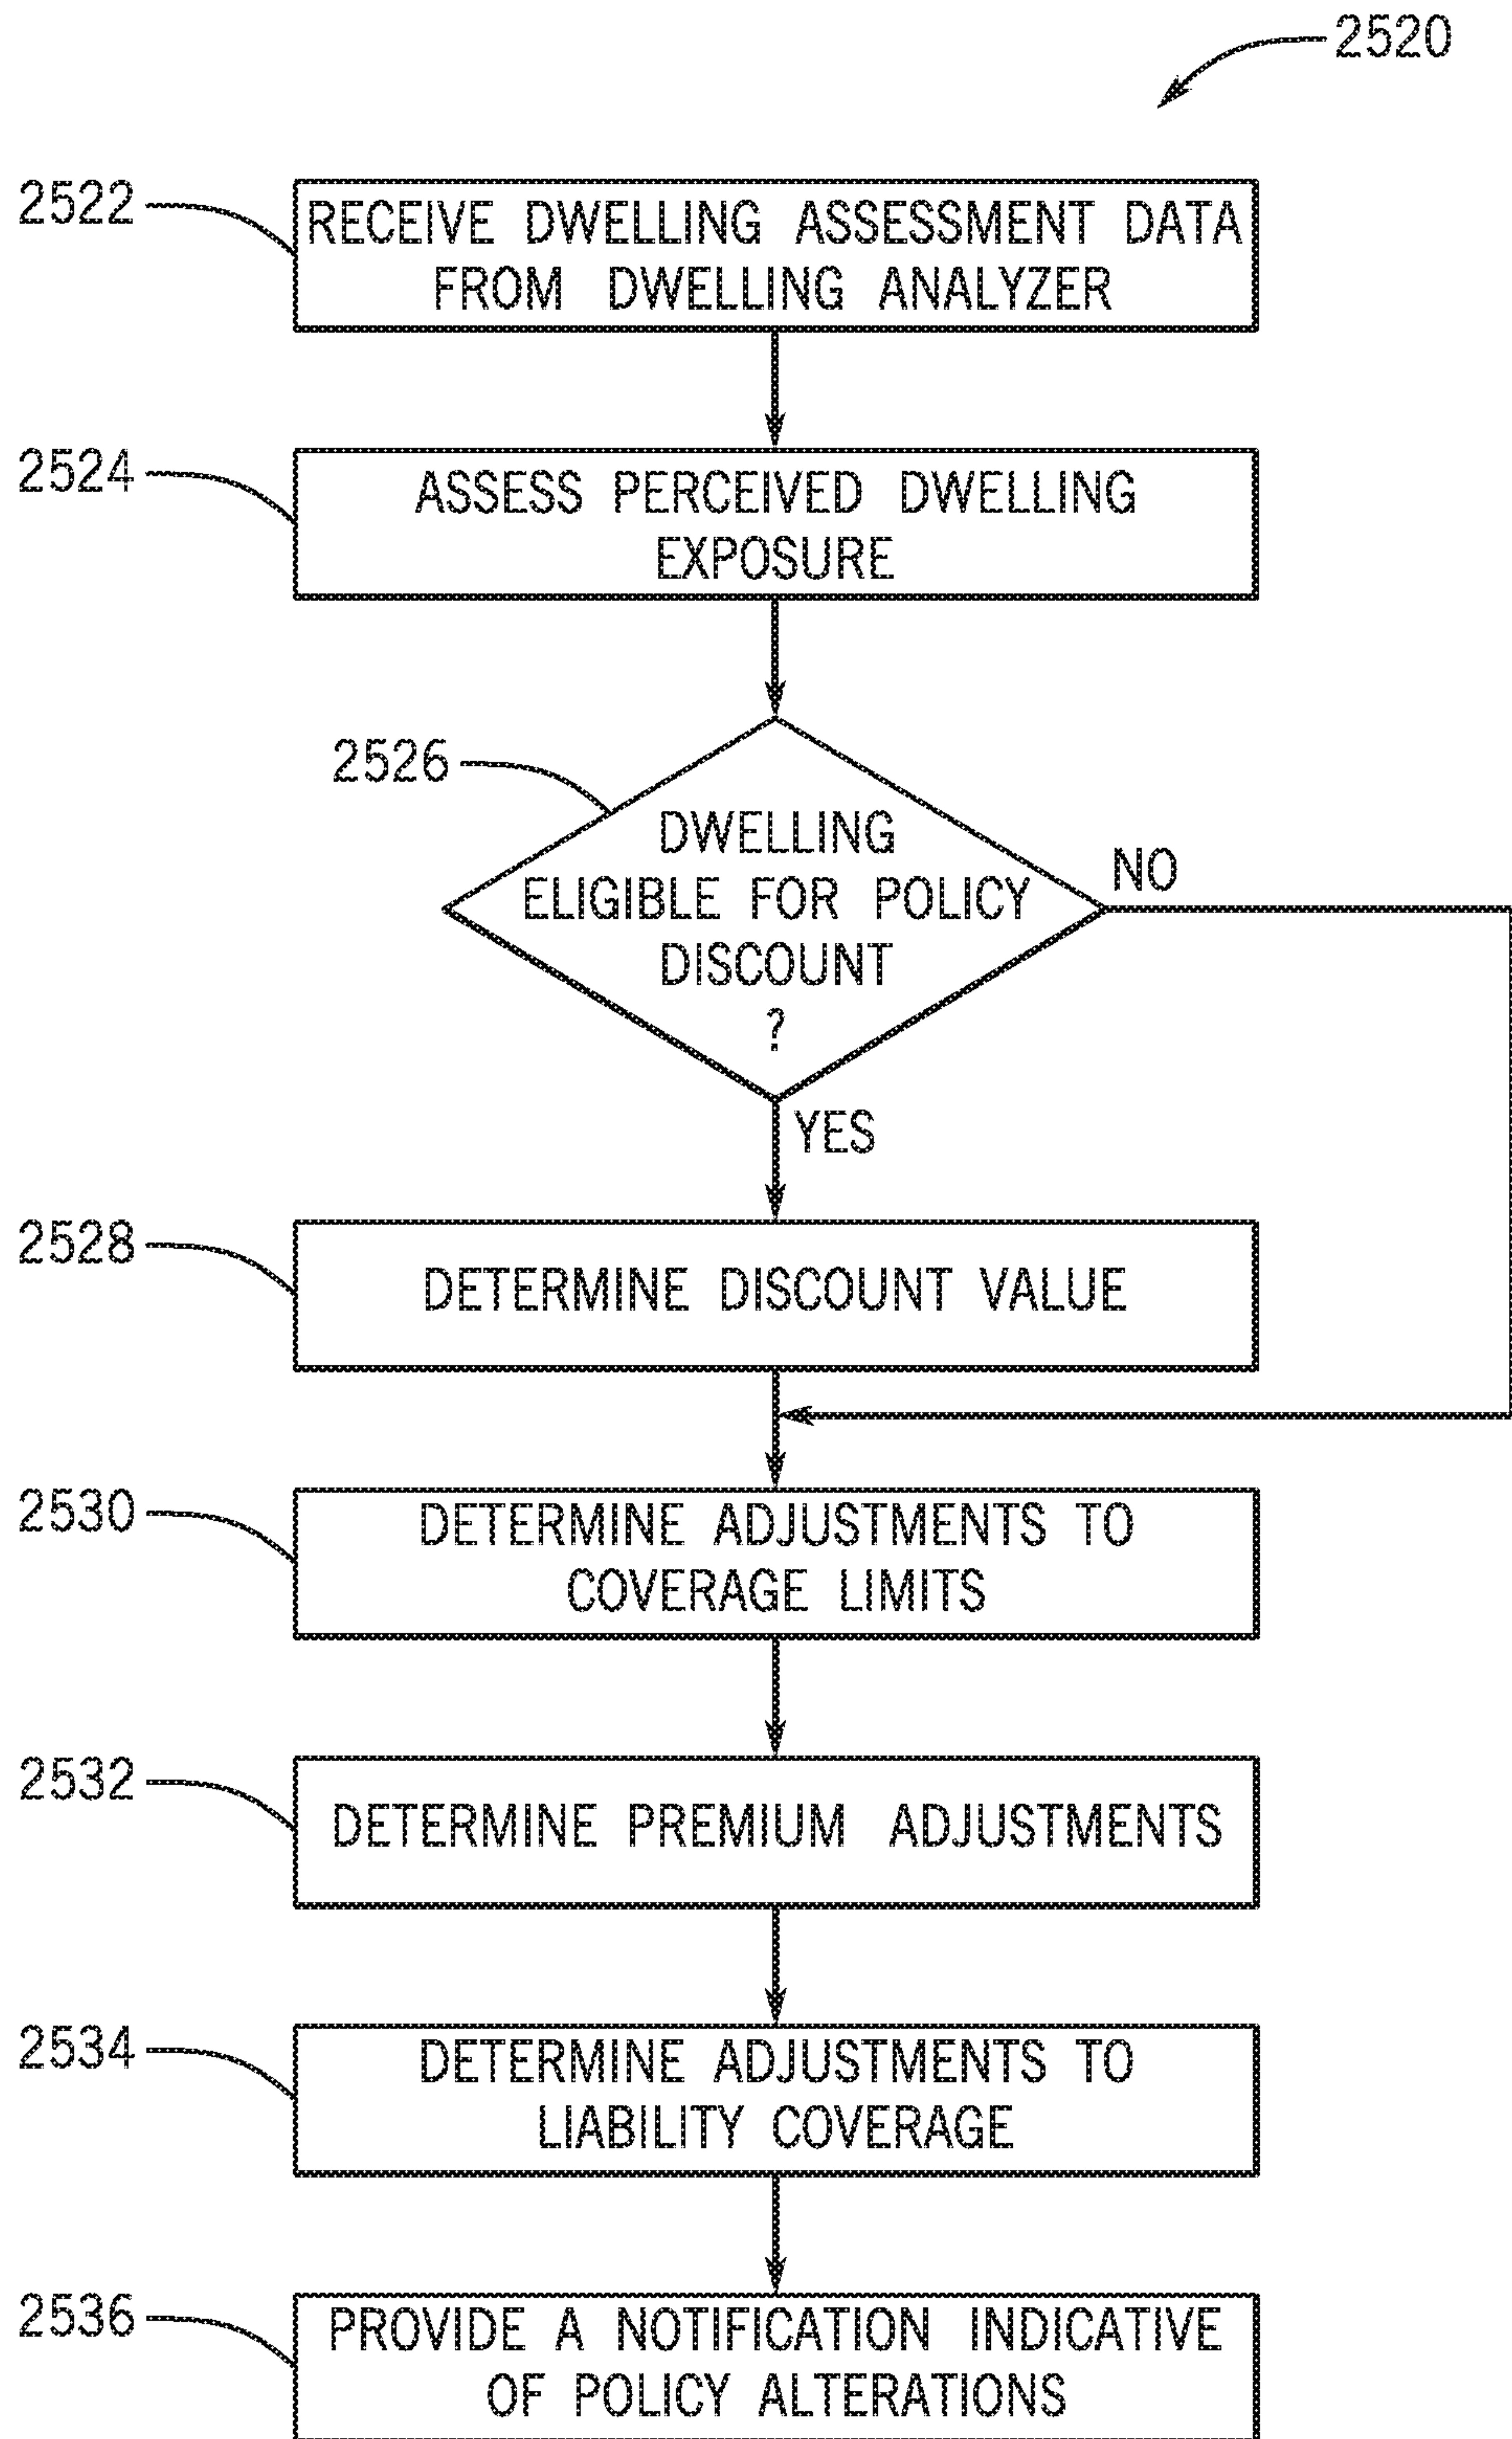 2520
2522
RECEIVE DWELLING ASSESSMENT DATA
FROM DWELLING ANALYZER
2524
ASSESS PERCEIVED DWELLING
EXPOSURE
2526
DWELLING
ELIGIBLE FOR POLICY
DISCOUNT
?
NO
YES
2528
DETERMINE DISCOUNT VALUE
2530
DETERMINE ADJUSTMENTS TO
COVERAGE LIMITS
2532
DETERMINE PREMIUM ADJUSTMENTS
2534
DETERMINE ADJUSTMENTS TO
LIABILITY COVERAGE
2536
PROVIDE A NOTIFICATION INDICATIVE
OF POLICY ALTERATIONS